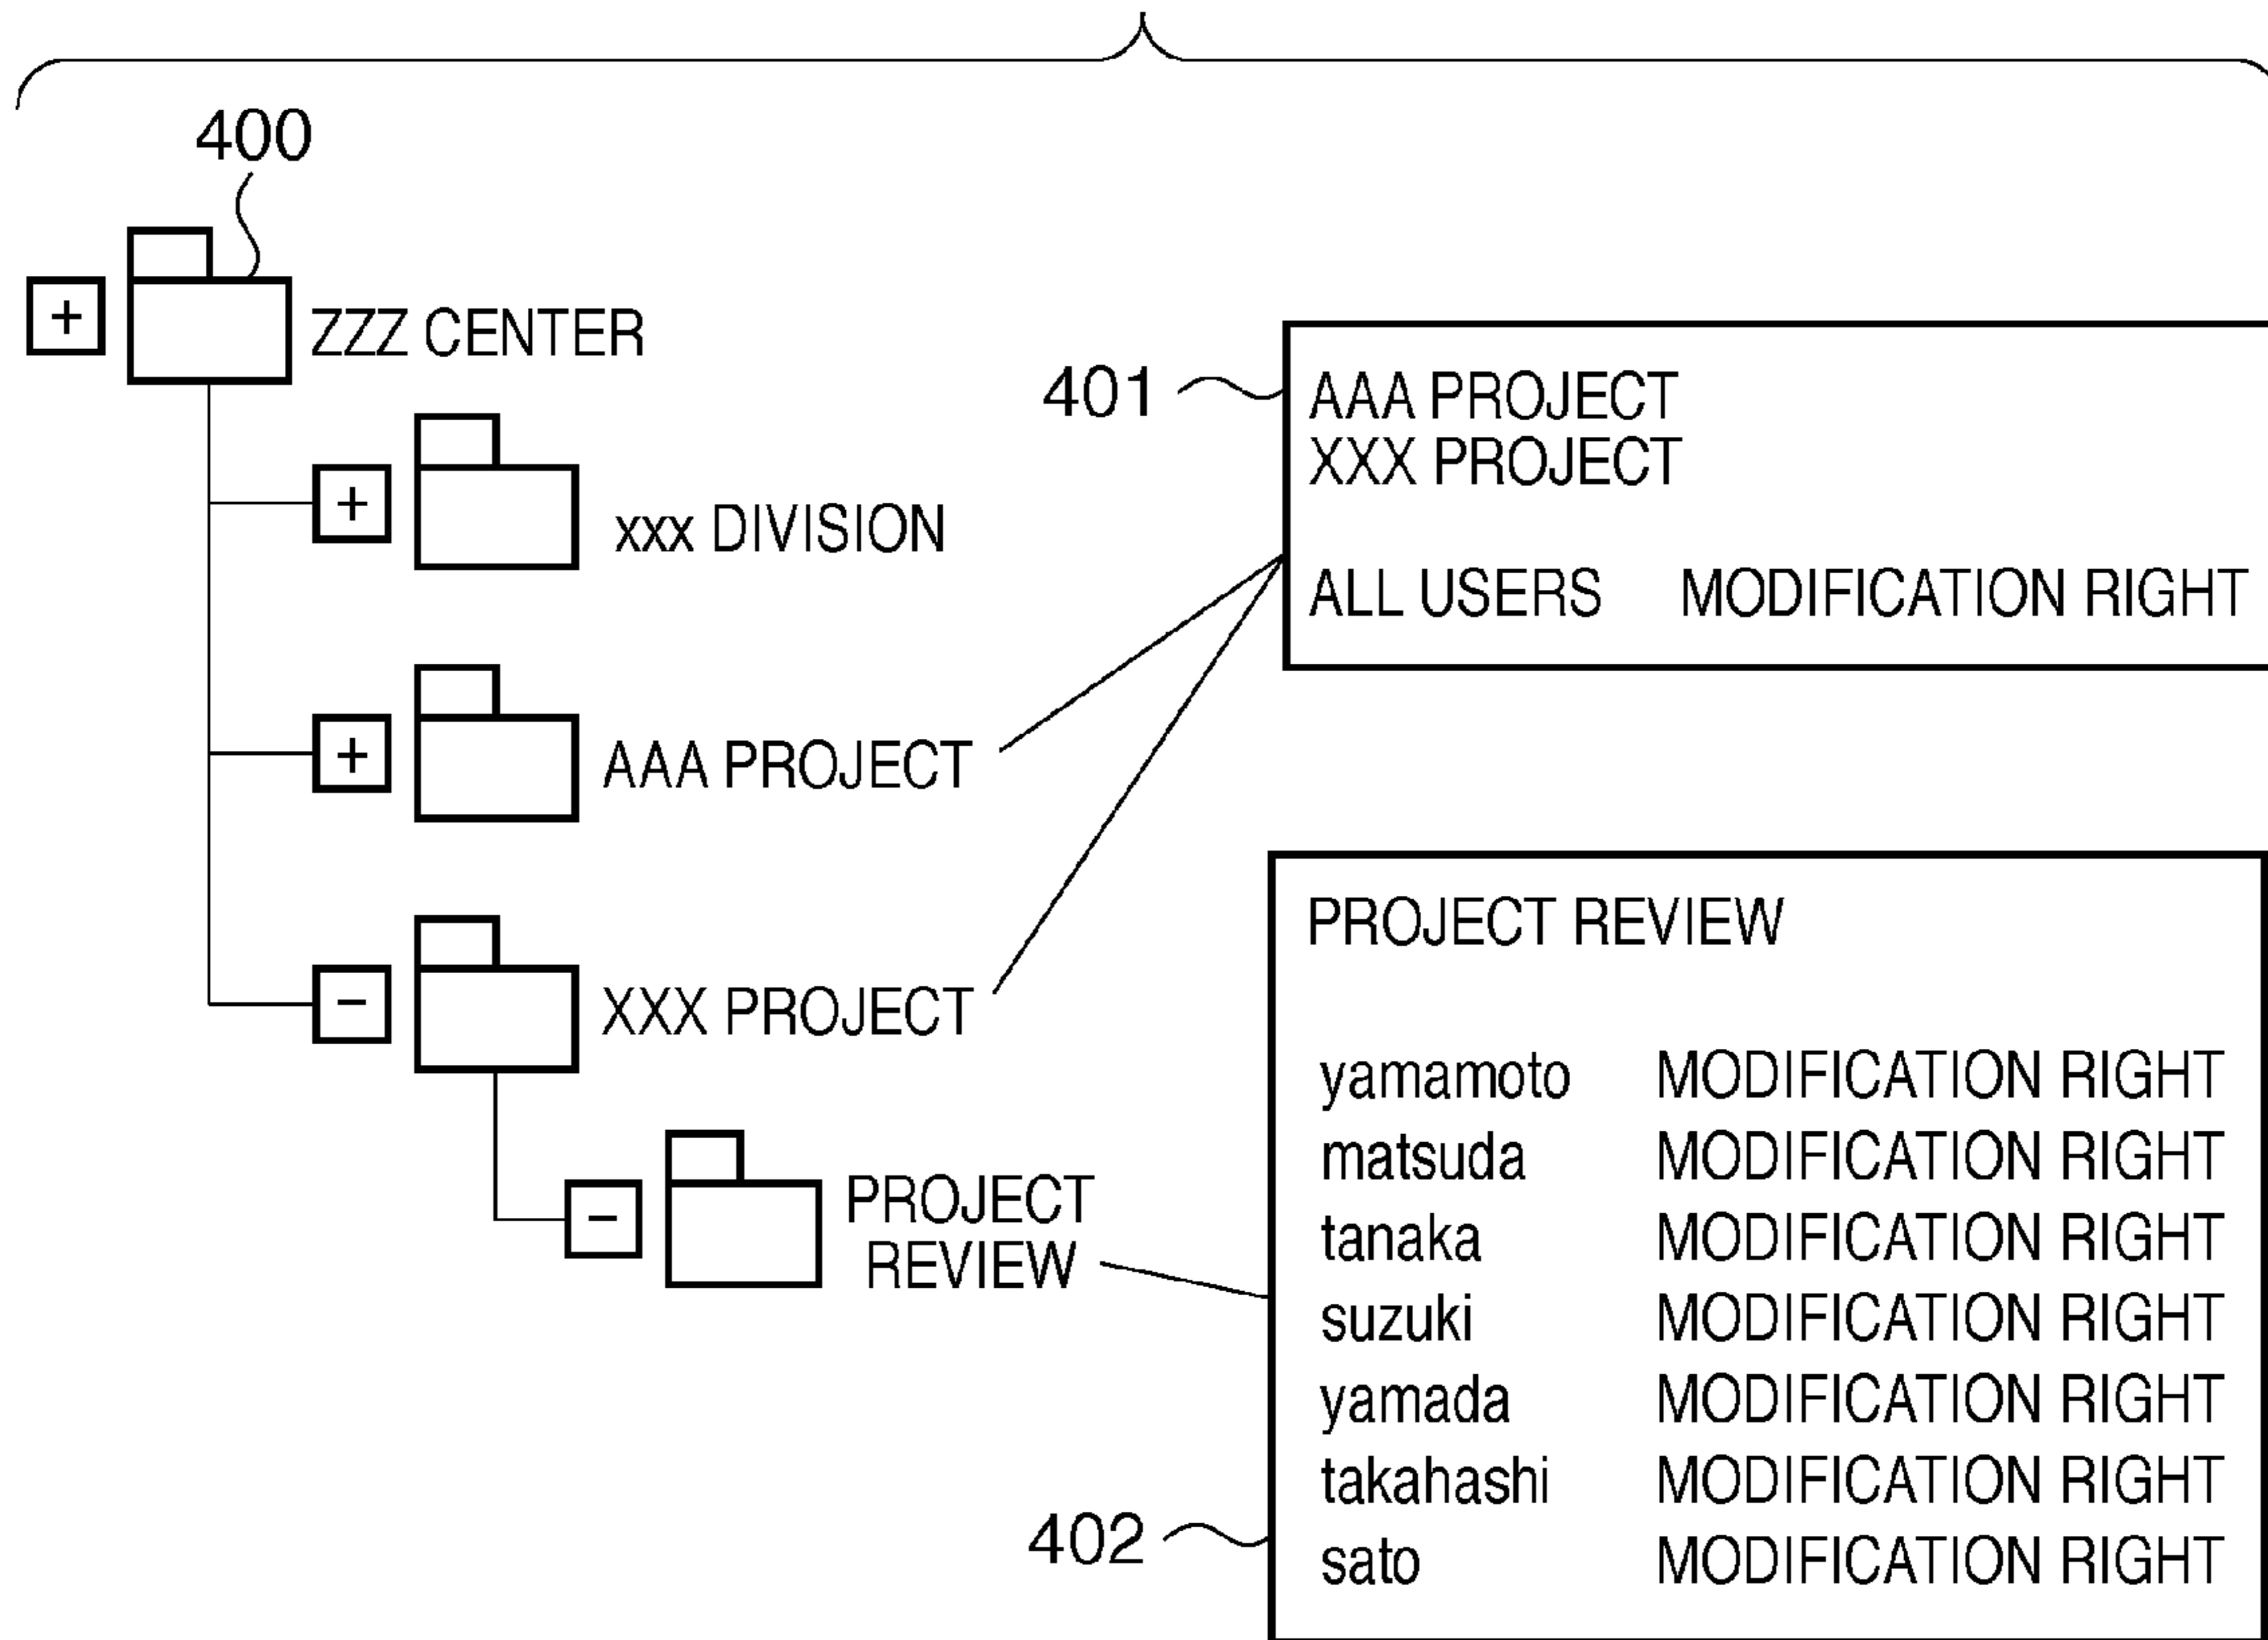 400
+ ZZZ CENTER
+ xxx DIVISION
+ AAA PROJECT
- XXX PROJECT
- PROJECT
REVIEW
401
AAA PROJECT
XXX PROJECT
ALL USERS MODIFICATION RIGHT
PROJECT REVIEW
yamamoto MODIFICATION RIGHT
matsuda MODIFICATION RIGHT
tanaka MODIFICATION RIGHT
suzuki MODIFICATION RIGHT
yamada MODIFICATION RIGHT
takahashi MODIFICATION RIGHT
sato MODIFICATION RIGHT
402